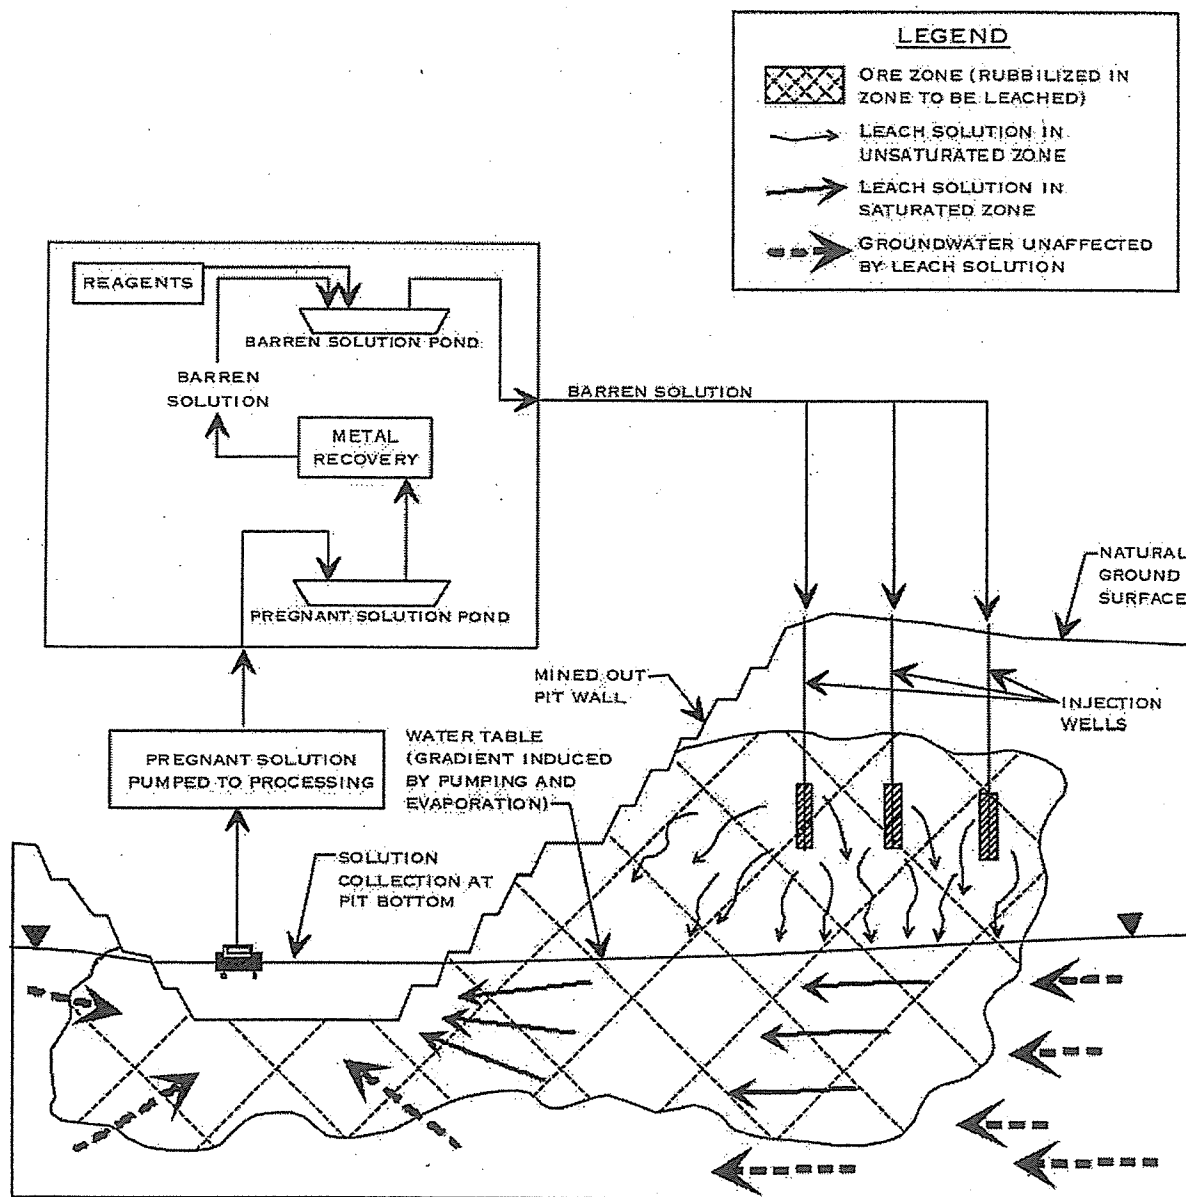 LEGEND
ORE ZONE (RUBBILIZED IN
ZONE TO BE LEACHED)
LEACH SOLUTION IN
UNSATURATED ZONE
LEACH SOLUTION IN
SATURATED ZONE
GROUNDWATER UNAFFECTED
BY LEACH SOLUTION
REAGENTS
BARREN SOLUTION POND
BARREN
SOLUTION
BARREN SOLUTION
METAL
RECOVERY
PREGNANT SOLUTION POND
NATURAL
GROUND
SURFACE
MINED OUT
PIT WALL
INJECTION
WELLS
PREGNANT SOLUTION
PUMPED TO PROCESSING
WATER TABLE
(GRADIENT INDUCED
BY PUMPING AND
EVAPORATION)
SOLUTION
COLLECTION AT
PIT BOTTOM